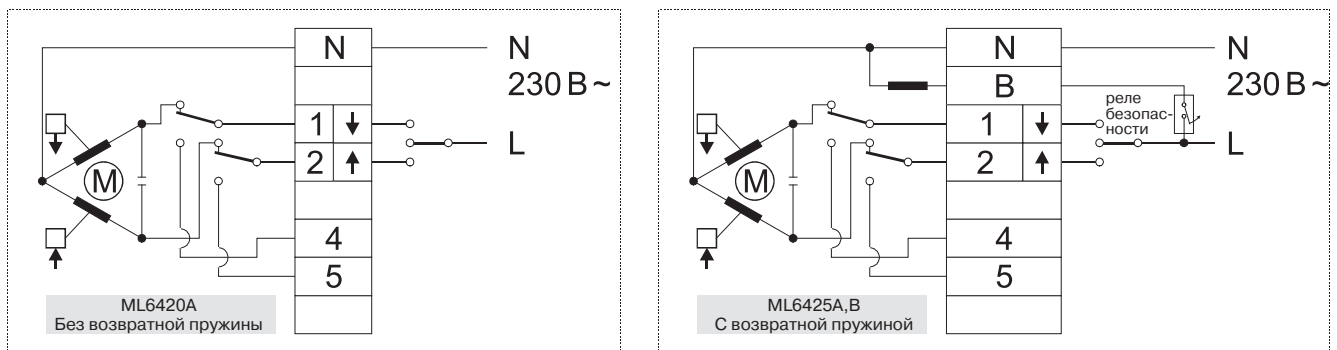 N
N
230 В ~
1
2
L
M
4
5
ML6420A
Без возвратной пружины
N
N
230 В ~
B
реле
безопас-
ности
1
2
L
M
4
5
ML6425A,B
С возвратной пружиной